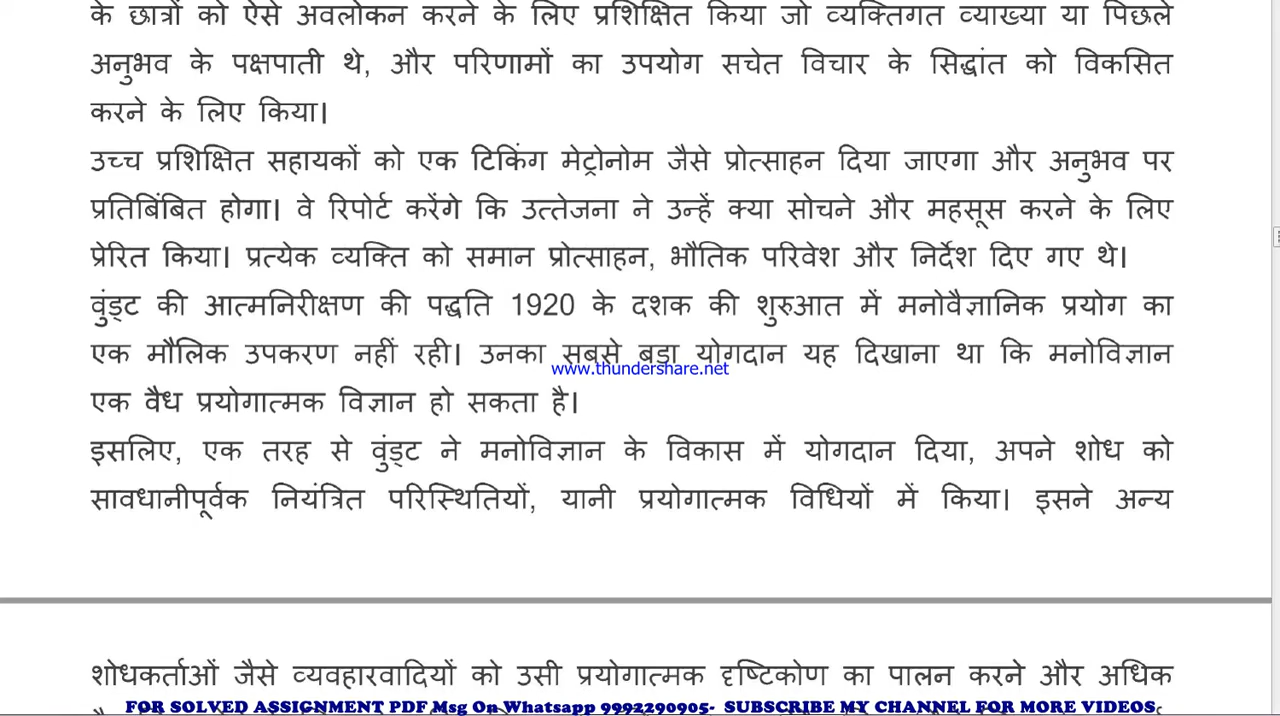 के छात्रों को ऐसे अवलोकन करने के लिए प्रशिक्षित किया जो व्यक्तिगत व्याख्या या पिछले
अनुभव के पक्षपाती थे, और परिणामों का उपयोग सचेत विचार के सिद्धांत को विकसित
करने के लिए किया।
उच्च प्रशिक्षित सहायकों को एक टिकिंग मेट्रोनोम जैसे प्रोत्साहन दिया जाएगा और अनुभव पर
प्रतिबिंबित होगा। वे रिपोर्ट करेंगे कि उत्तेजना ने उन्हें क्या सोचने और महसूस करने के लिए
प्रेरित किया। प्रत्येक व्यक्ति को समान प्रोत्साहन, भौतिक परिवेश और निर्देश दिए गए थे।
वुंड्ट की आत्मनिरीक्षण की पद्धति 1920 के दशक की शुरुआत में मनोवैज्ञानिक प्रयोग का
एक मौलिक उपकरण नहीं रही। उनका सबसे बड़ा योगदान यह दिखाना था कि मनोविज्ञान
www.thundershare.net
एक वैध प्रयोगात्मक विज्ञान हो सकता है।
इसलिए, एक तरह से वुंड्ट ने मनोविज्ञान के विकास में योगदान दिया, अपने शोध को
सावधानीपूर्वक नियंत्रित परिस्थितियों, यानी प्रयोगात्मक विधियों में किया। इसने अन्य
शोधकर्ताओं जैसे व्यवहारवादियों को उसी प्रयोगात्मक दृष्टिकोण का पालन करने और अधिक
FOR SOLVED ASSIGNMENT PDF Msg On Whatsapp 9992290905- SUBSCRIBE MY CHANNEL FOR MORE VIDEOS